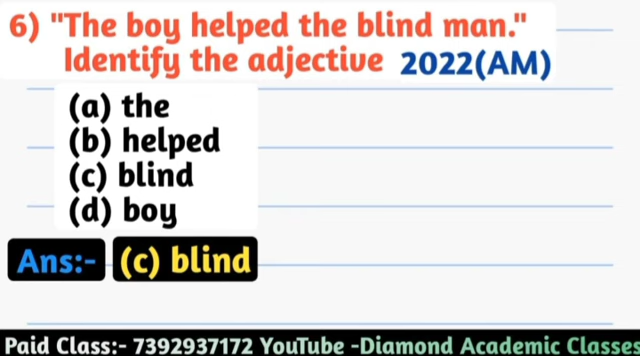 6) "The boy helped the blind man."
Identify the adjective 2022(AM)
(a) the
(b) helped
(c) blind
(d) boy
Ans:- (c) blind
Paid Class:- 7392937172 YouTube -Diamond Academic Classes